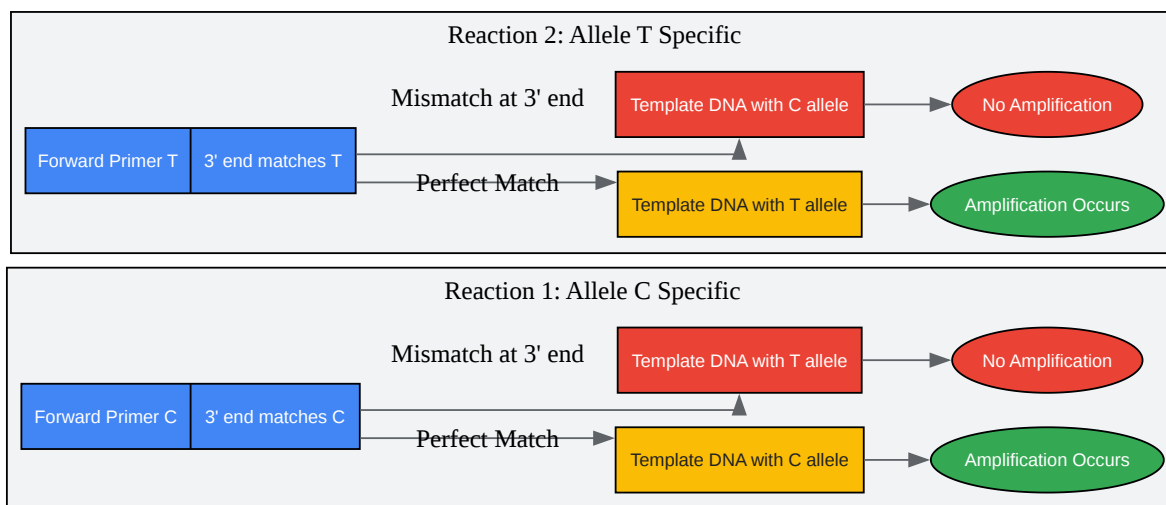 Reaction 2: Allele T Specific
Mismatch at 3' end
Template DNA with C allele
No Amplification
Forward Primer T
3' end matches T
Perfect Match
Template DNA with T allele
Amplification Occurs
Reaction 1: Allele C Specific
Mismatch at 3' end
Template DNA with T allele
No Amplification
Forward Primer C
3' end matches C
Perfect Match
Template DNA with C allele
Amplification Occurs